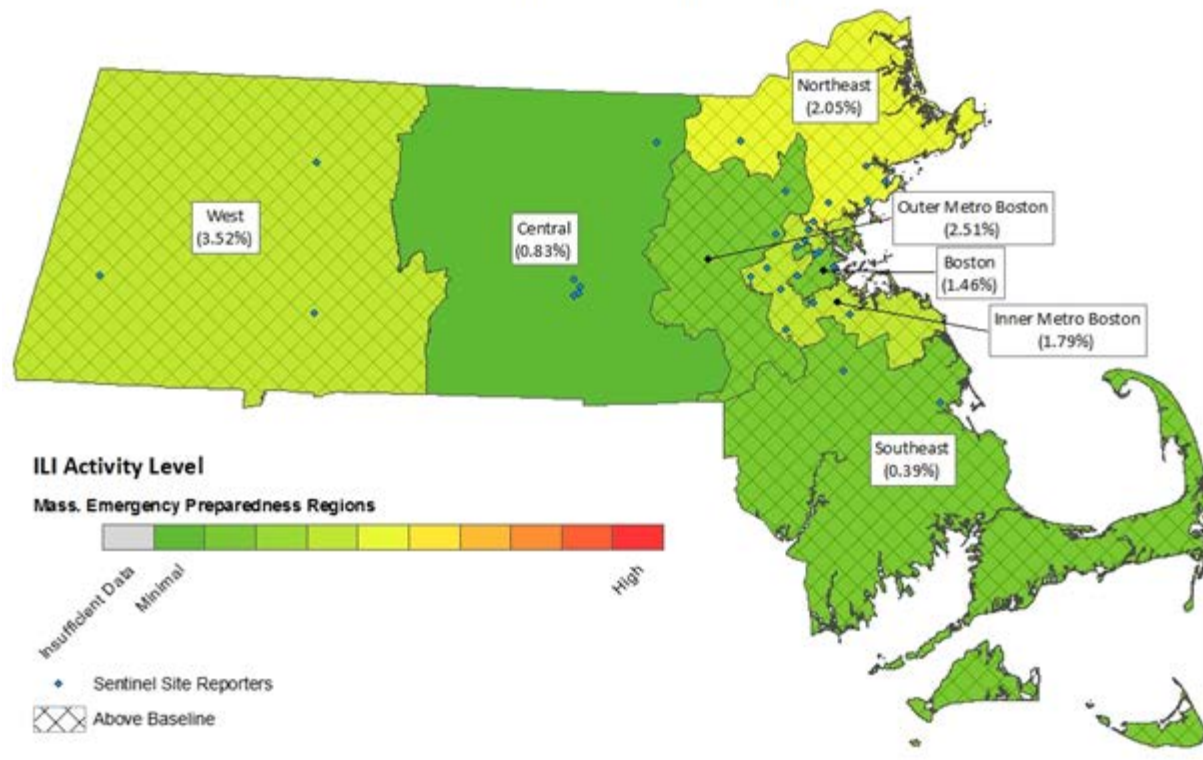 Northeast
(2.05%)
West
(3.52%)
Central
(0.83%)
Outer Metro Boston
(2.51%)
Boston
(1.46%)
Inner Metro Boston
(1.79%)
Southeast
(0.39%)
ILI Activity Level
Mass. Emergency Preparedness Regions
Insufficient Data
Minimal
High
Sentinel Site Reporters
Above Baseline